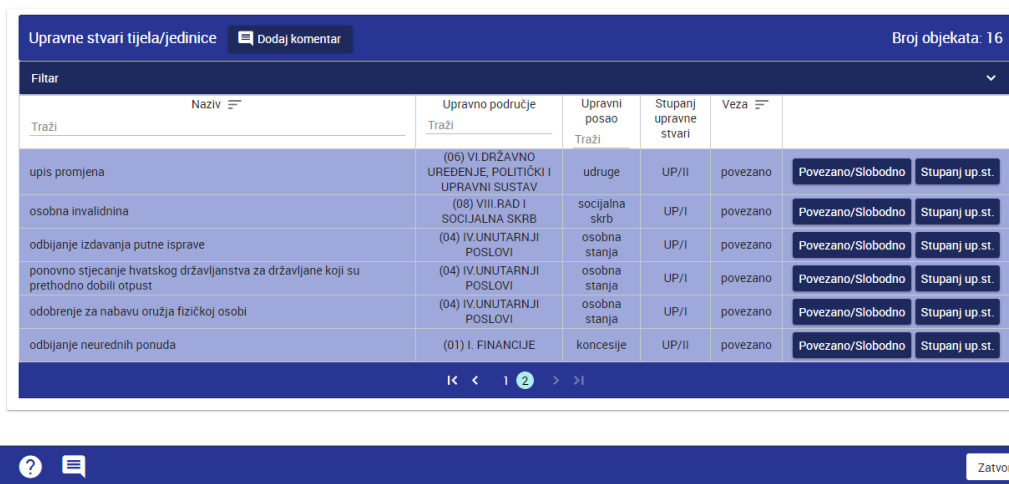 Upravne stvari tijela/jedinice Dodaj komentar Broj objekata: 16
Filtar
Naziv Upravno područje Upravni posao Stupanj upravne stvari Veza
Traži Traži Traži
upis promjena (06) VI.DRŽAVNO UREĐENJE, POLITIČKI I UPRAVNI SUSTAV udruge UP/II povezano Povezano/Slobodno Stupanj up.st.
osobna invalidnina (08) VIII.RAD I SOCIJALNA SKRB socijalna skrb UP/I povezano Povezano/Slobodno Stupanj up.st.
odbijanje izdavanja putne isprave (04) IV.UNUTARNJI POSLOVI osobna stanja UP/I povezano Povezano/Slobodno Stupanj up.st.
ponovno stjecanje hvatskog državljanstva za državljane koji su prethodno dobili otpust (04) IV.UNUTARNJI POSLOVI osobna stanja UP/I povezano Povezano/Slobodno Stupanj up.st.
odobrenje za nabavu oružja fizičkoj osobi (04) IV.UNUTARNJI POSLOVI osobna stanja UP/I povezano Povezano/Slobodno Stupanj up.st.
odbijanje neurednih ponuda (01) I. FINANCIJE koncesije UP/II povezano Povezano/Slobodno Stupanj up.st.
1 2